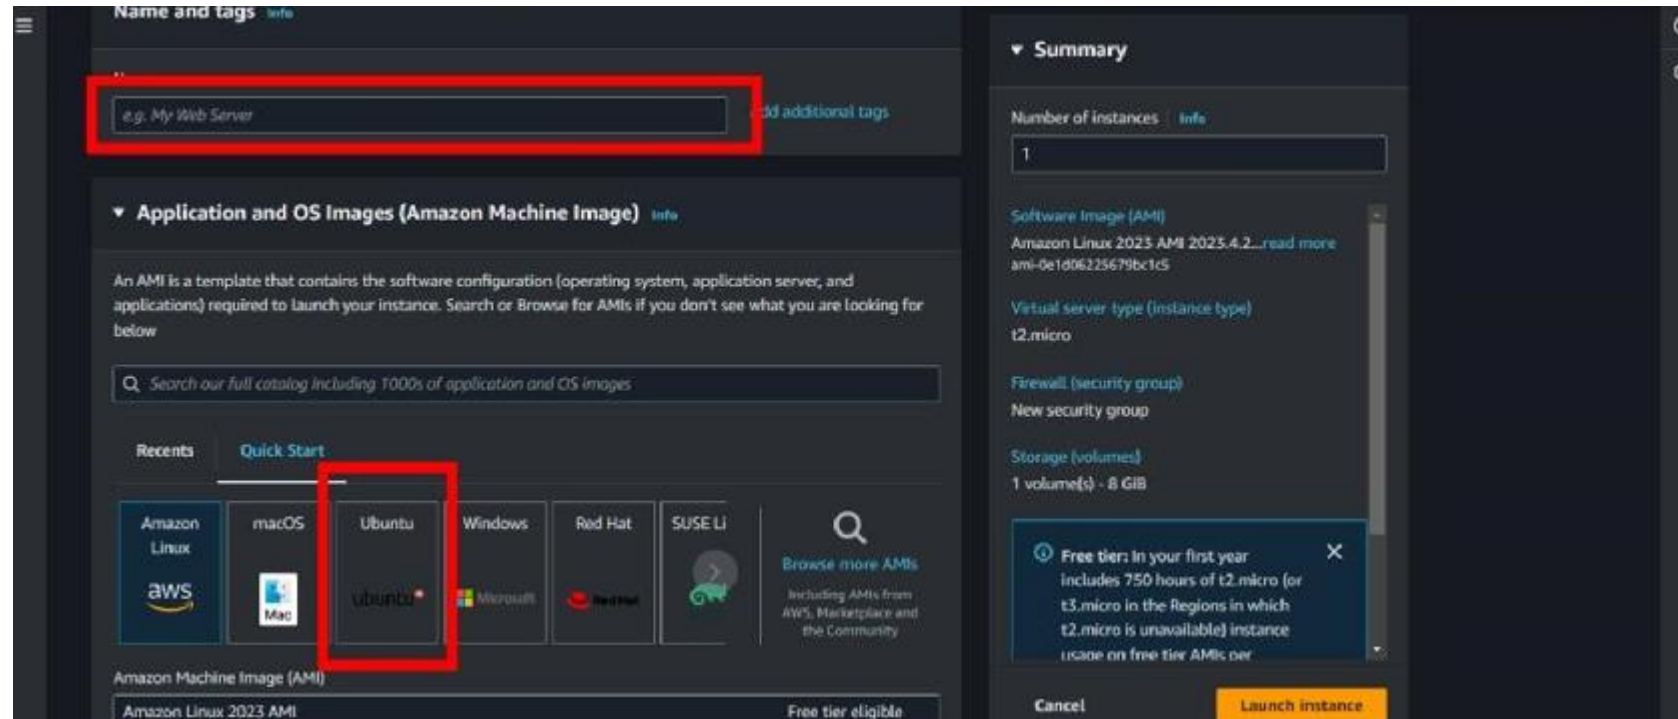 Name and tags Info
e.g. My Web Server
dd additional tags
Application and OS Images (Amazon Machine Image) Info
An AMI is a template that contains the software configuration (operating system, application server, and
applications) required to launch your instance. Search or Browse for AMIs if you don't see what you are looking for
below
Search our full catalog including 1000s of application and OS images
Recents
Quick Start
Amazon
Linux
aws
macOS
Mac
Ubuntu
ubuntu
Windows
Microsoft
Red Hat
Red Hat
SUSE Li
Browse more AMIs
Including AMIs from
AWS, Marketplace and
the Community
Amazon Machine Image (AMI)
Amazon Linux 2023 AMI
Free tier eligible
Summary
Number of instances Info
1
Software Image (AMI)
Amazon Linux 2023 AMI 2023.4.2...read more
ami-0e1d06225679bc1c5
Virtual server type (instance type)
t2.micro
Firewall (security group)
New security group
Storage (volumes)
1 volume(s) - 8 GiB
Free tier: In your first year
includes 750 hours of t2.micro (or
t3.micro in the Regions in which
t2.micro is unavailable) instance
usage on free tier AMIs per
Cancel
Launch instance